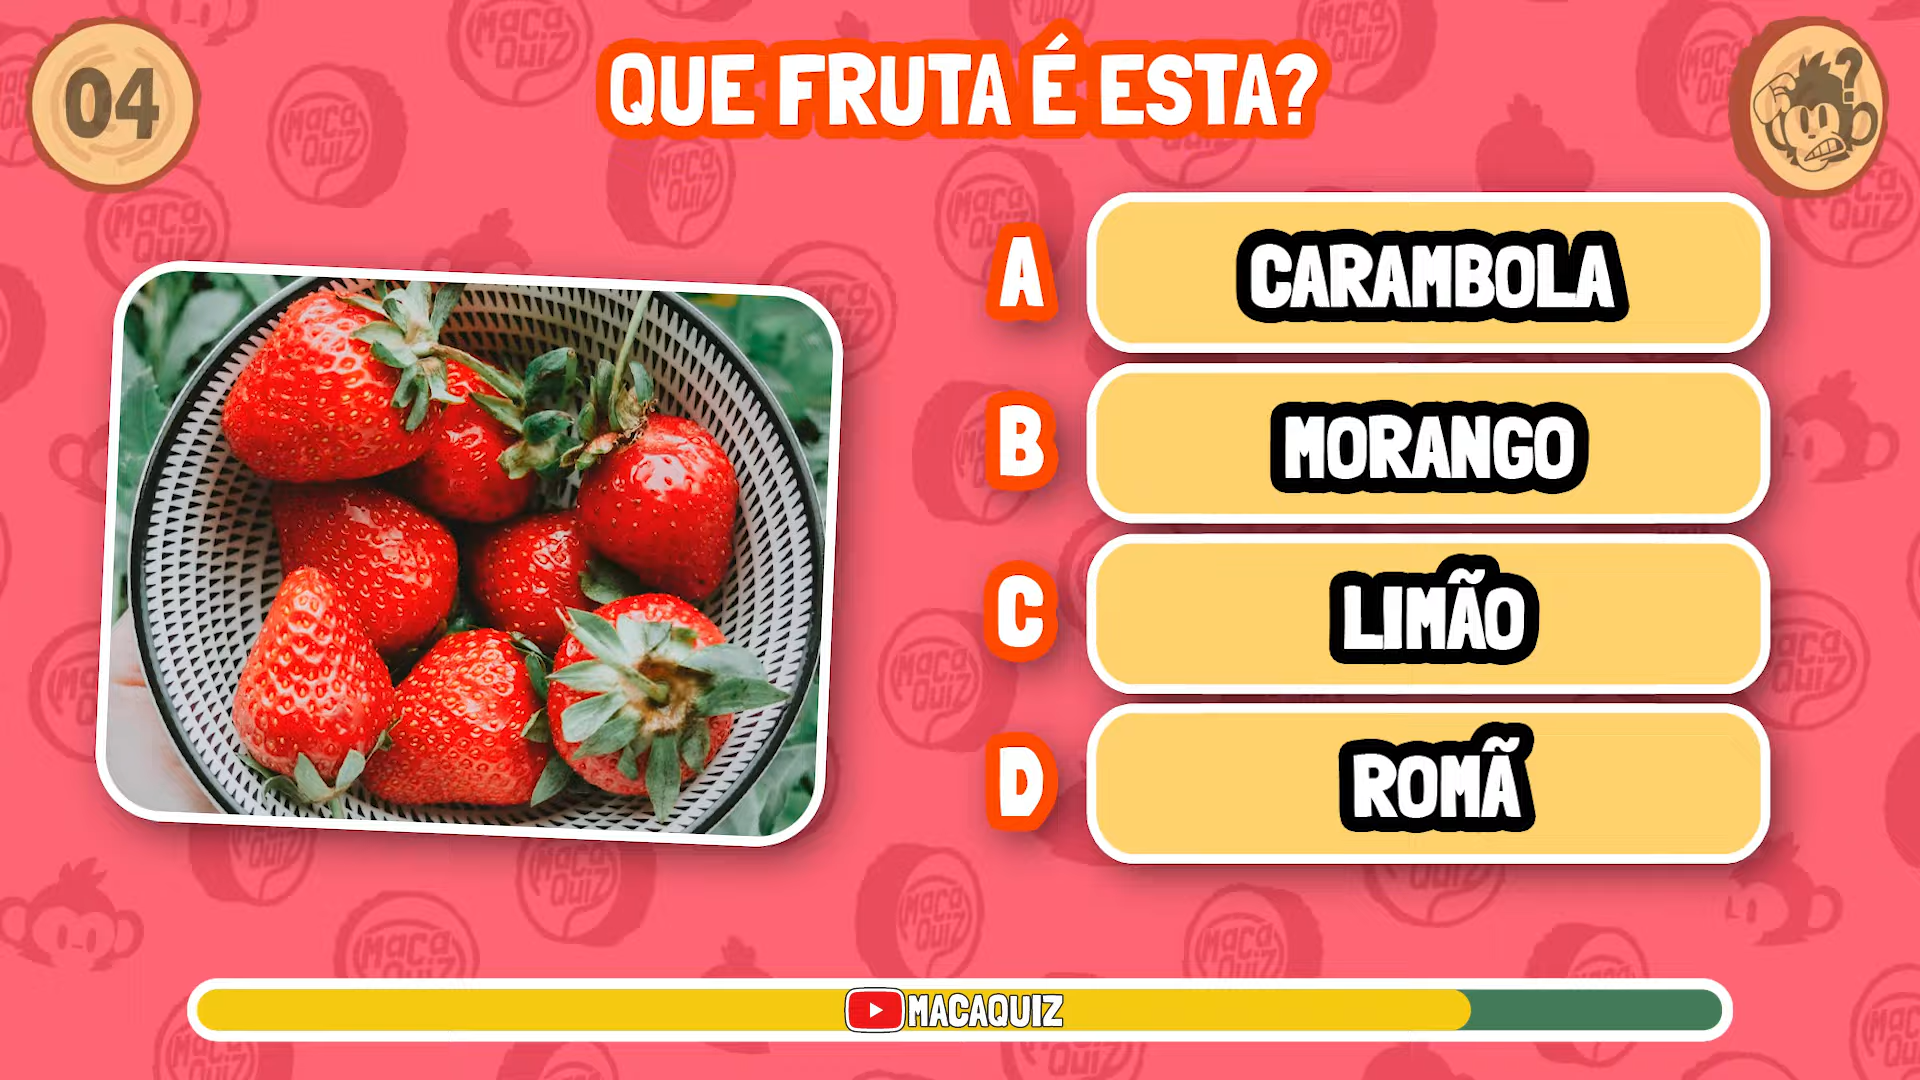 04
QUE FRUTA É ESTA?
?
A
CARAMBOLA
B
MORANGO
C
LIMÃO
D
ROMÃ
MACAQUIZ